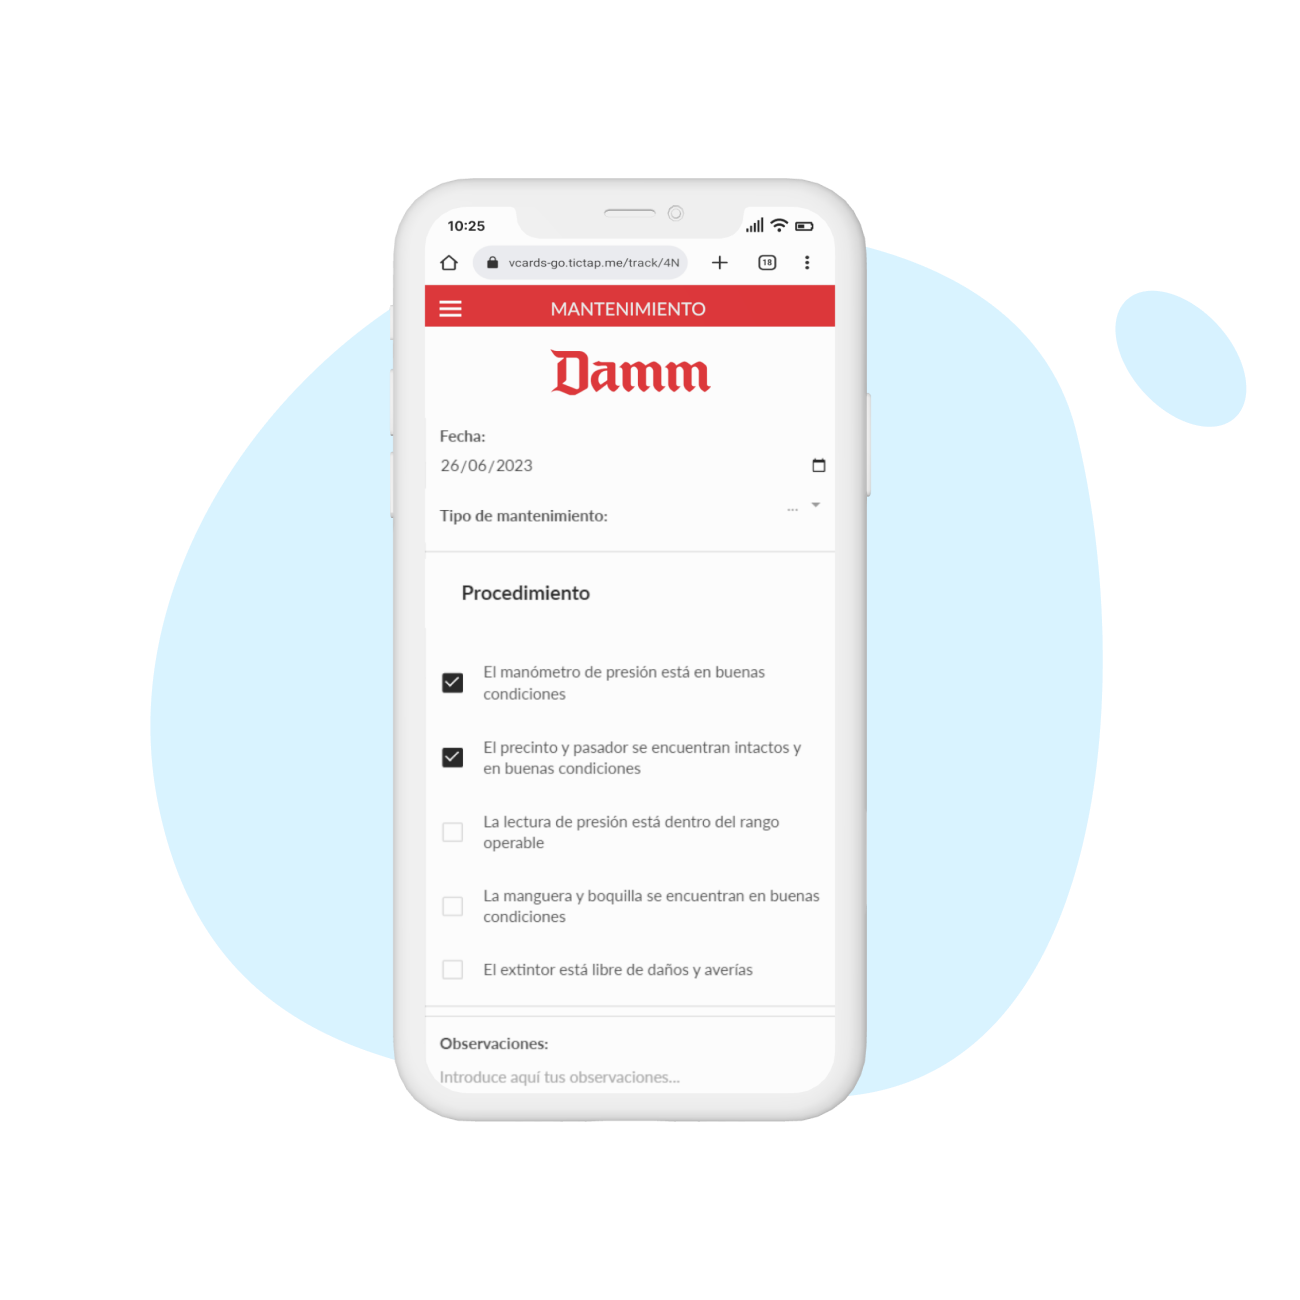 10:25
vcards-go.tictap.me/track/4N
18
MANTENIMIENTO
Damm
Fecha:
26/06/2023
...
Tipo de mantenimiento:
Procedimiento
El manómetro de presión está en buenas
condiciones
El precinto y pasador se encuentran intactos y
en buenas condiciones
La lectura de presión está dentro del rango
operable
La manguera y boquilla se encuentran en buenas
condiciones
El extintor está libre de daños y averías
Observaciones:
Introduce aquí tus observaciones...